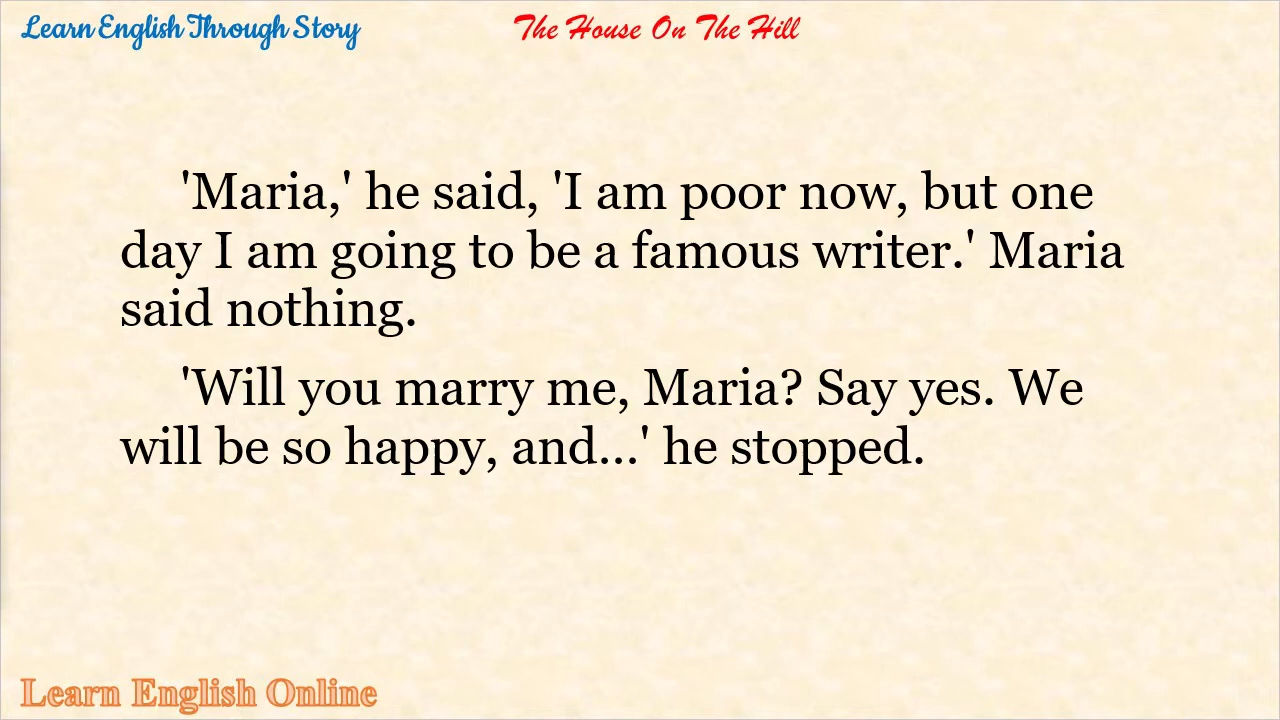 Learn English Through Story
The House On The Hill
'Maria,' he said, 'I am poor now, but one
day I am going to be a famous writer.' Maria
said nothing.
'Will you marry me, Maria? Say yes. We
will be so happy, and...' he stopped.
Learn English Online